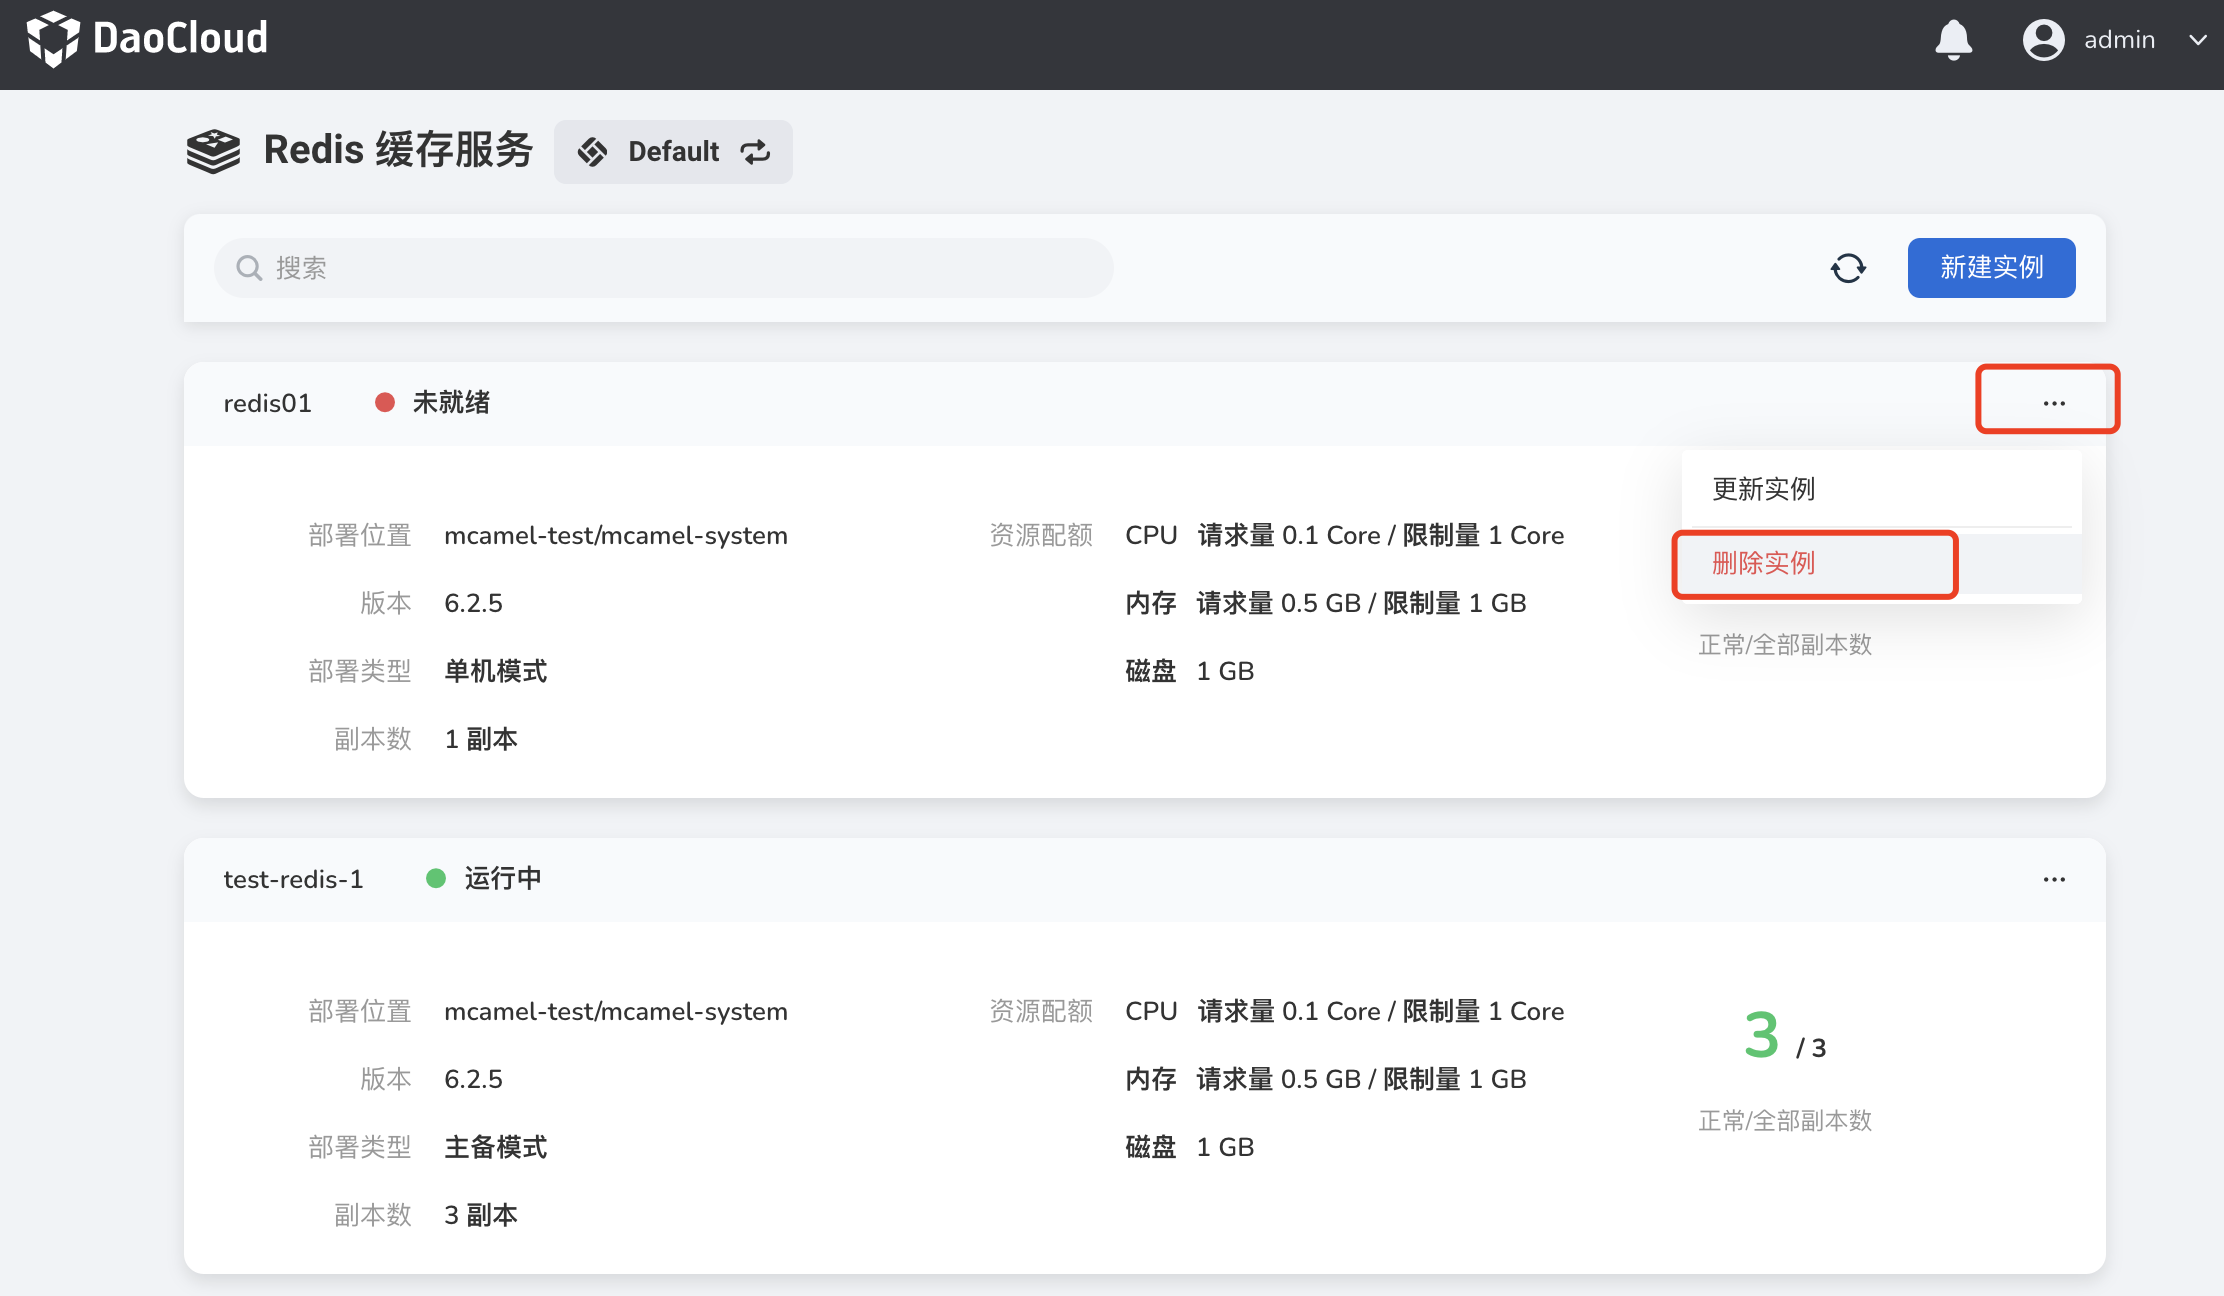 DaoCloud
admin
Redis 缓存服务
Default
搜索
新建实例
redis01
未就绪
...
更新实例
删除实例
部署位置 mcamel-test/mcamel-system
版本 6.2.5
部署类型 单机模式
副本数 1 副本
资源配额 CPU 请求量 0.1 Core / 限制量 1 Core
内存 请求量 0.5 GB / 限制量 1 GB
磁盘 1 GB
正常/全部副本数
test-redis-1
运行中
...
部署位置 mcamel-test/mcamel-system
版本 6.2.5
部署类型 主备模式
副本数 3 副本
资源配额 CPU 请求量 0.1 Core / 限制量 1 Core
内存 请求量 0.5 GB / 限制量 1 GB
磁盘 1 GB
3 / 3
正常/全部副本数